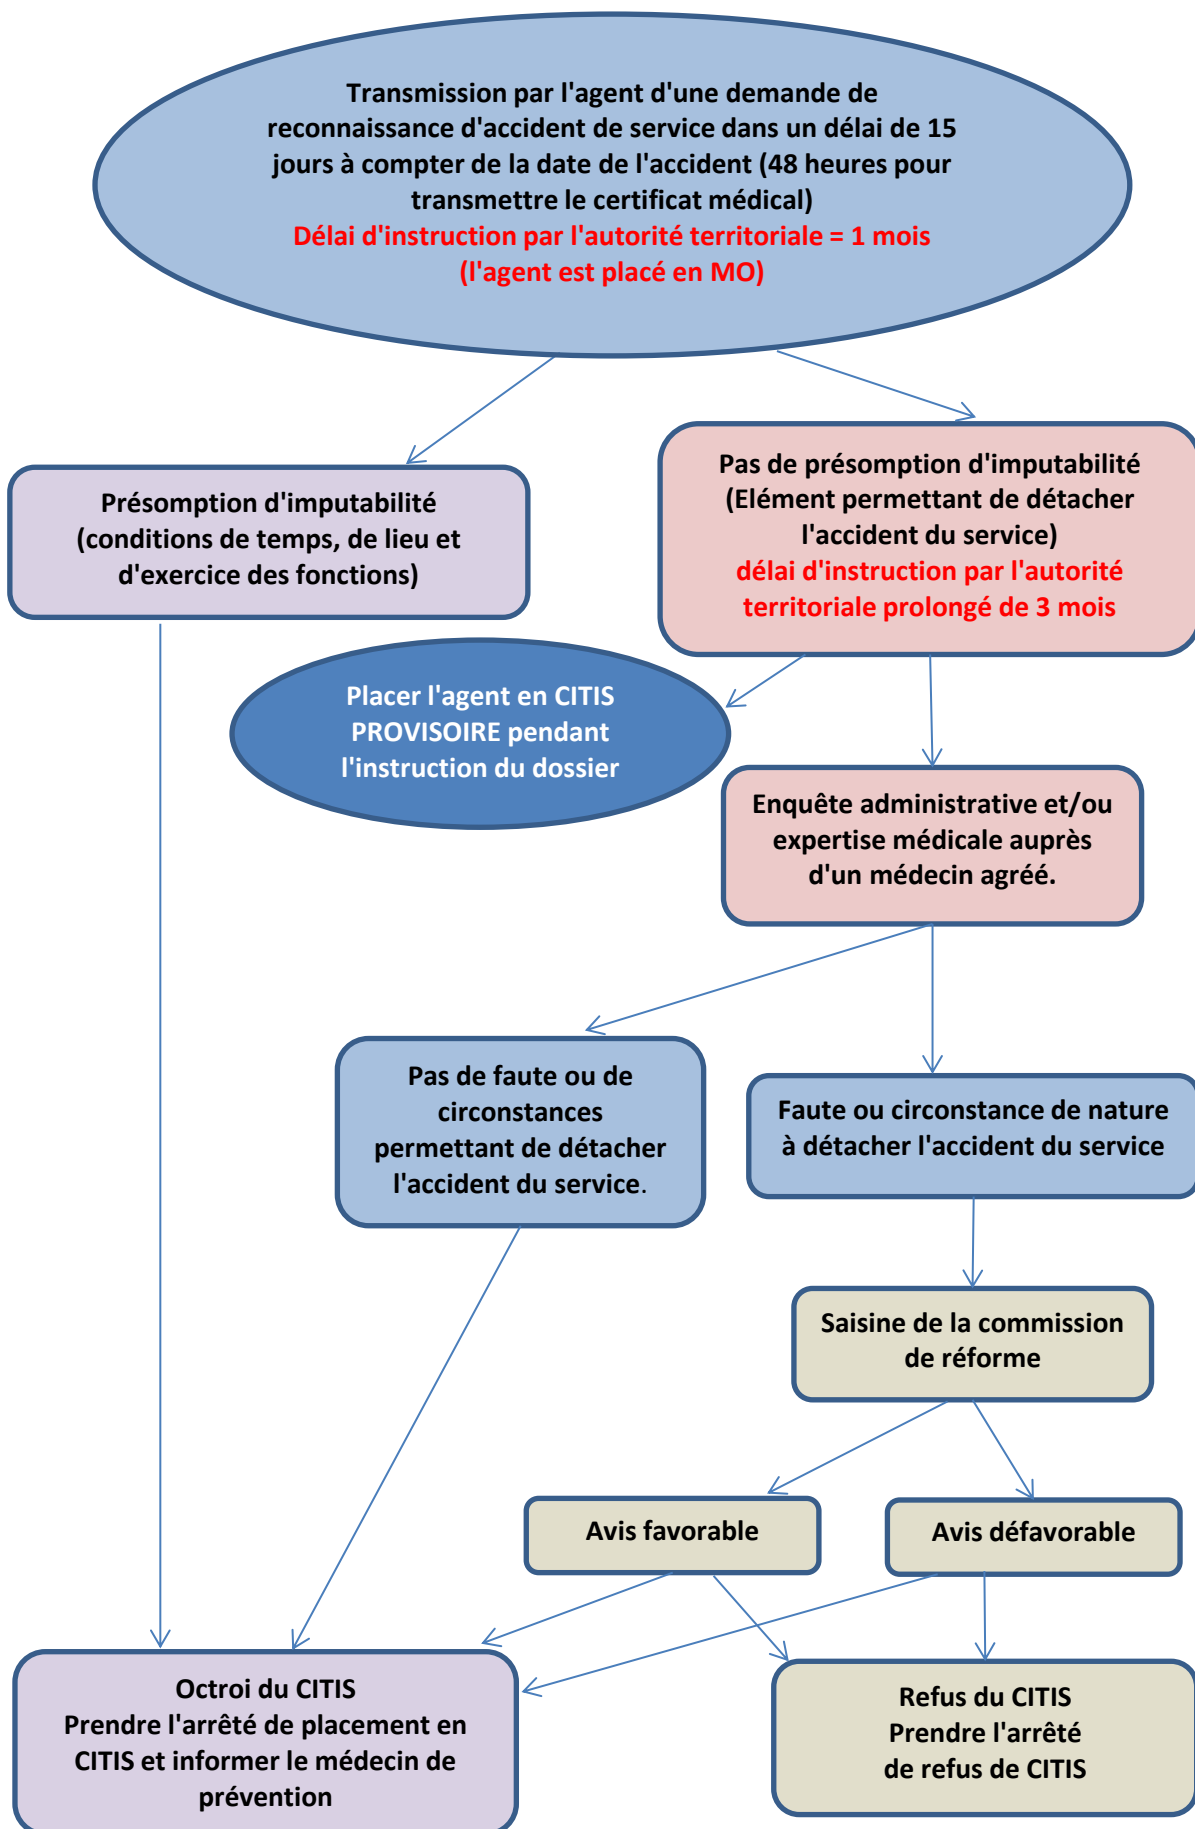 Transmission par l'agent d'une demande de
reconnaissance d'accident de service dans un délai de 15
jours à compter de la date de l'accident (48 heures pour
transmettre le certificat médical)
Délai d'instruction par l'autorité territoriale = 1 mois
(l'agent est placé en MO)
Présomption d'imputabilité
(conditions de temps, de lieu et
d'exercice des fonctions)
Pas de présomption d'imputabilité
(Elément permettant de détacher
l'accident du service)
délai d'instruction par l'autorité
territoriale prolongé de 3 mois
Placer l'agent en CITIS
PROVISOIRE pendant
l'instruction du dossier
Enquête administrative et/ou
expertise médicale auprès
d'un médecin agréé.
Pas de faute ou de
circonstances
permettant de détacher
l'accident du service.
Faute ou circonstance de nature
à détacher l'accident du service
Saisine de la commission
de réforme
Avis favorable
Avis défavorable
Octroi du CITIS
Prendre l'arrêté de placement en
CITIS et informer le médecin de
prévention
Refus du CITIS
Prendre l'arrêté
de refus de CITIS